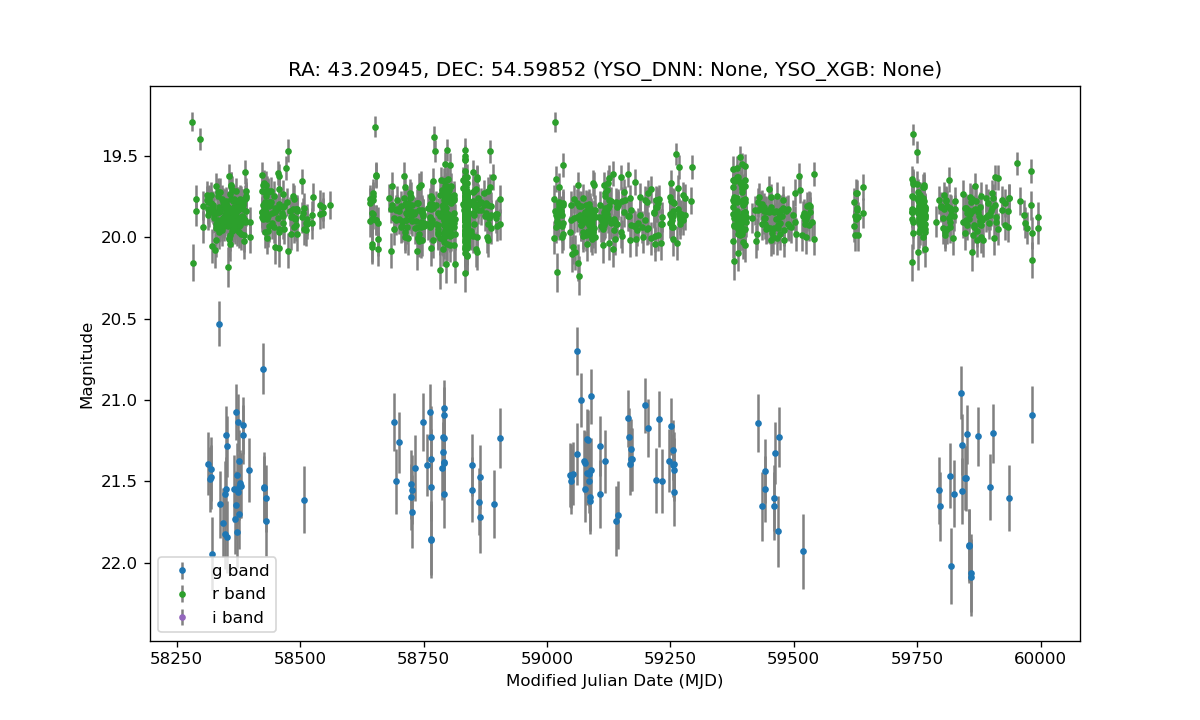 RA: 43.20945, DEC: 54.59852 (YSO_DNN: None, YSO_XGB: None)
Magnitude
19.5
20.0
20.5
21.0
21.5
22.0
g band
r band
i band
58250 58500 58750 59000 59250 59500 59750 60000
Modified Julian Date (MJD)